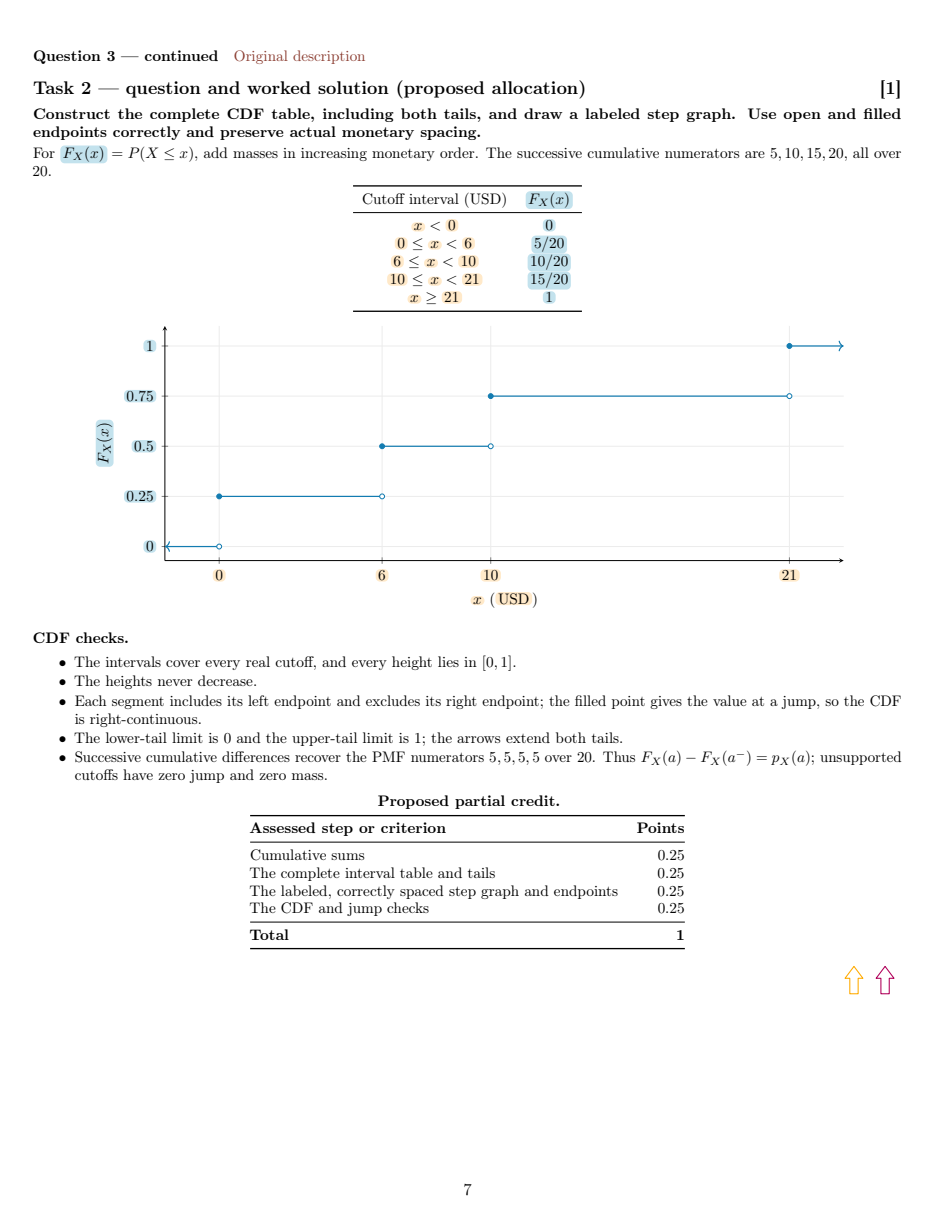 Question 3 — continued Original description
Task 2 — question and worked solution (proposed allocation) [1]
Construct the complete CDF table, including both tails, and draw a labeled step graph. Use open and filled
endpoints correctly and preserve actual monetary spacing.
For F_X(x) = P(X ≤ x), add masses in increasing monetary order. The successive cumulative numerators are 5, 10, 15, 20, all over
20.
Cutoff interval (USD) F_X(x)
x < 0 0
0 ≤ x < 6 5/20
6 ≤ x < 10 10/20
10 ≤ x < 21 15/20
x ≥ 21 1
1
0.75
0.5
0.25
0
F_X(x)
0 6 10 21
x (USD)
CDF checks.
• The intervals cover every real cutoff, and every height lies in [0, 1].
• The heights never decrease.
• Each segment includes its left endpoint and excludes its right endpoint; the filled point gives the value at a jump, so the CDF
is right-continuous.
• The lower-tail limit is 0 and the upper-tail limit is 1; the arrows extend both tails.
• Successive cumulative differences recover the PMF numerators 5, 5, 5, 5 over 20. Thus F_X(a) − F_X(a⁻) = p_X(a); unsupported
cutoffs have zero jump and zero mass.
Proposed partial credit.
Assessed step or criterion Points
Cumulative sums 0.25
The complete interval table and tails 0.25
The labeled, correctly spaced step graph and endpoints 0.25
The CDF and jump checks 0.25
Total 1
7